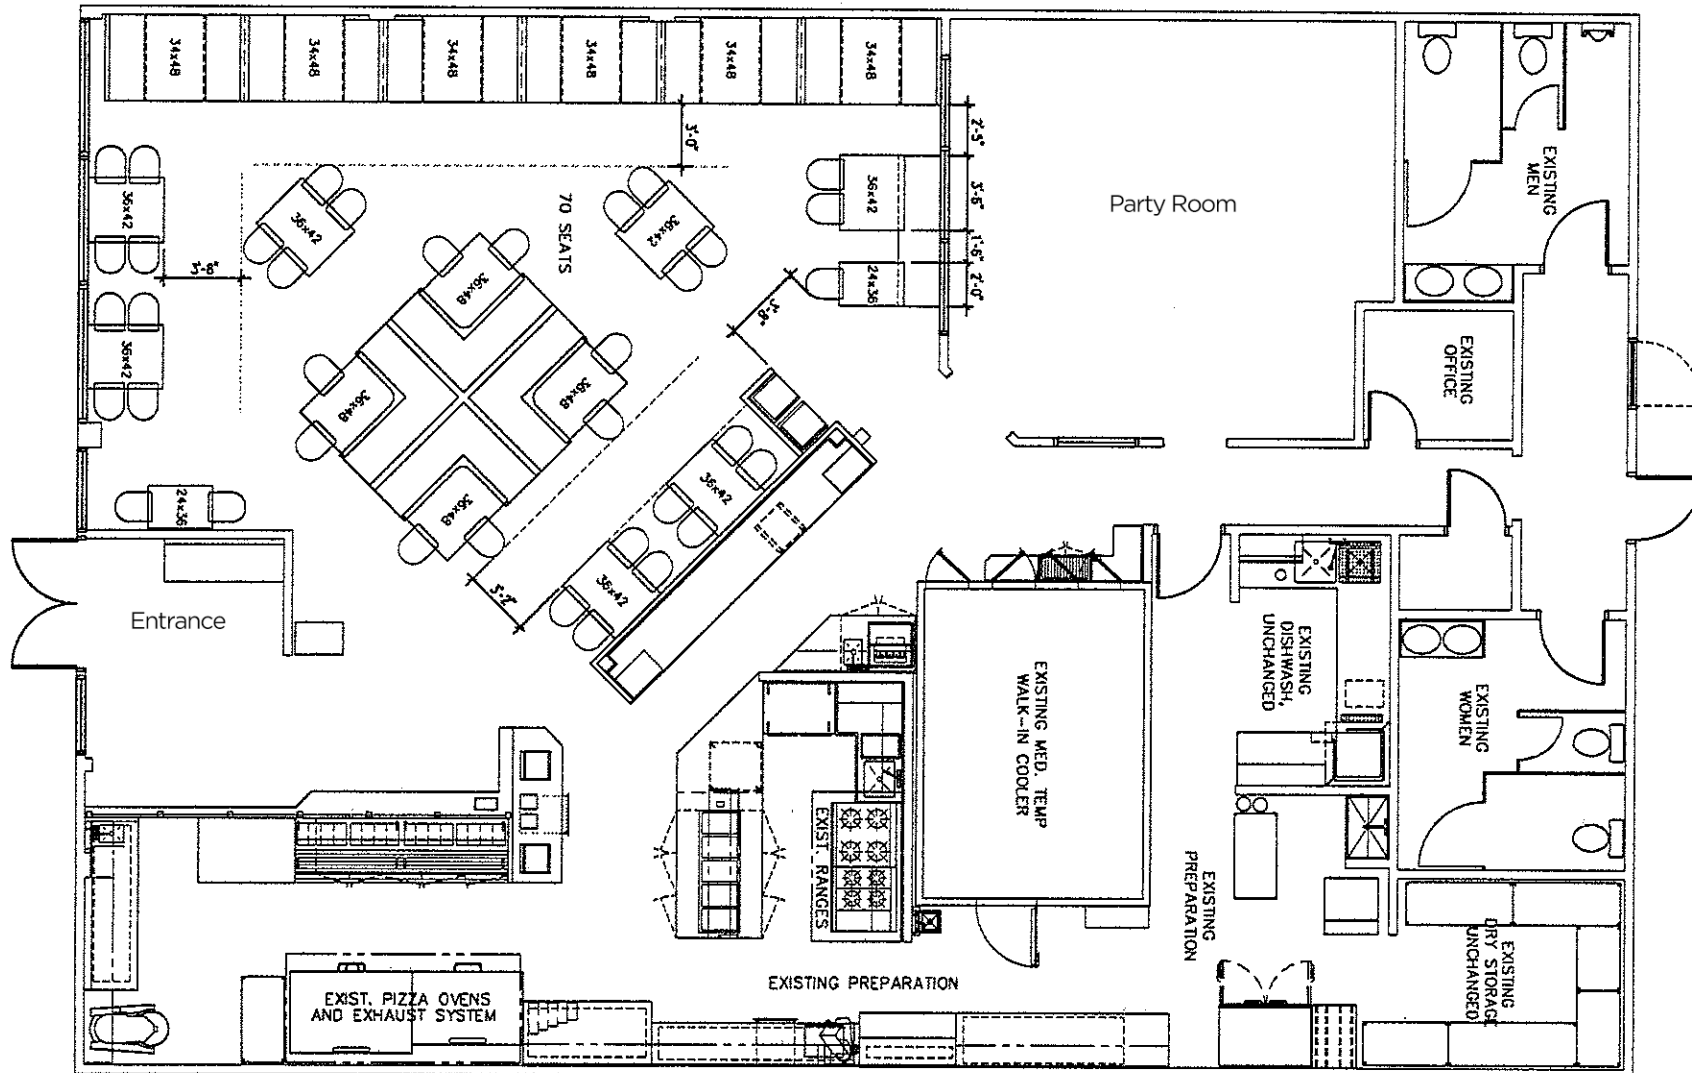 34x48
34x48
34x48
34x48
34x48
34x48
3'-0"
2'-5"
36x42
3'-6"
1'-6"
24x36
2'-0"
36x42
36x42
3'-8"
36x42
36x42
70 SEATS
36x48
36x48
36x48
36x48
3'-8"
36x42
36x42
3'-2"
24x36
Party Room
EXISTING
MEN
EXISTING
OFFICE
Entrance
EXISTING MED. TEMP
WALK-IN COOLER
EXISTING
DISHWASH,
UNCHANGED
EXISTING
WOMEN
EXIST. RANGES
EXISTING
PREPARATION
EXISTING PREPARATION
EXIST. PIZZA OVENS
AND EXHAUST SYSTEM
EXISTING
DRY STORAGE
UNCHANGED